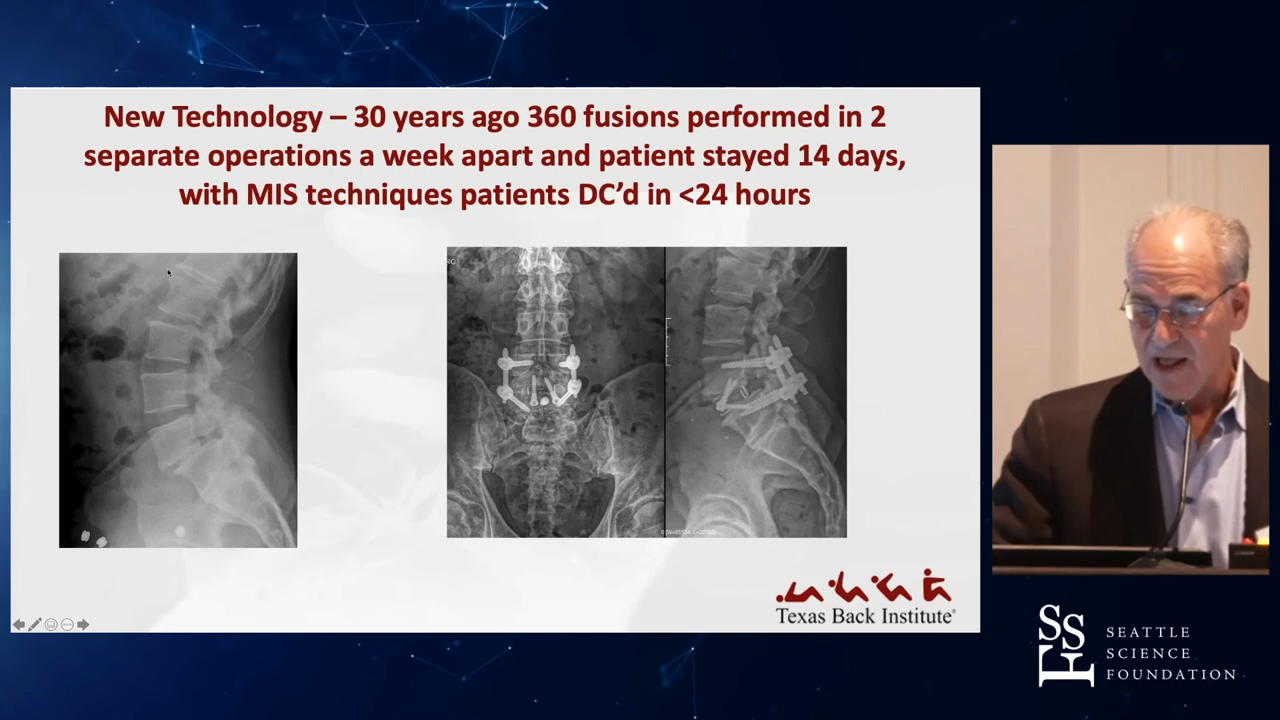 New Technology – 30 years ago 360 fusions performed in 2
separate operations a week apart and patient stayed 14 days,
with MIS techniques patients DC’d in <24 hours
Texas Back Institute®
SSF
SEATTLE
SCIENCE
FOUNDATION